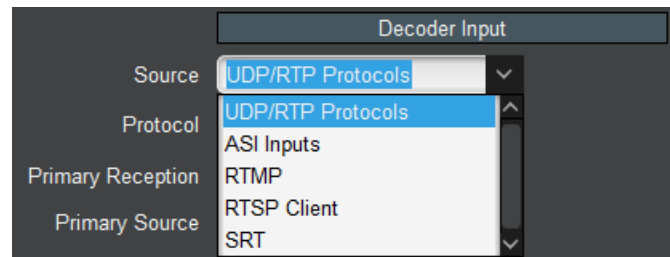 Decoder Input
Source UDP/RTP Protocols
UDP/RTP Protocols
Protocol
ASI Inputs
Primary Reception RTMP
RTSP Client
Primary Source
SRT